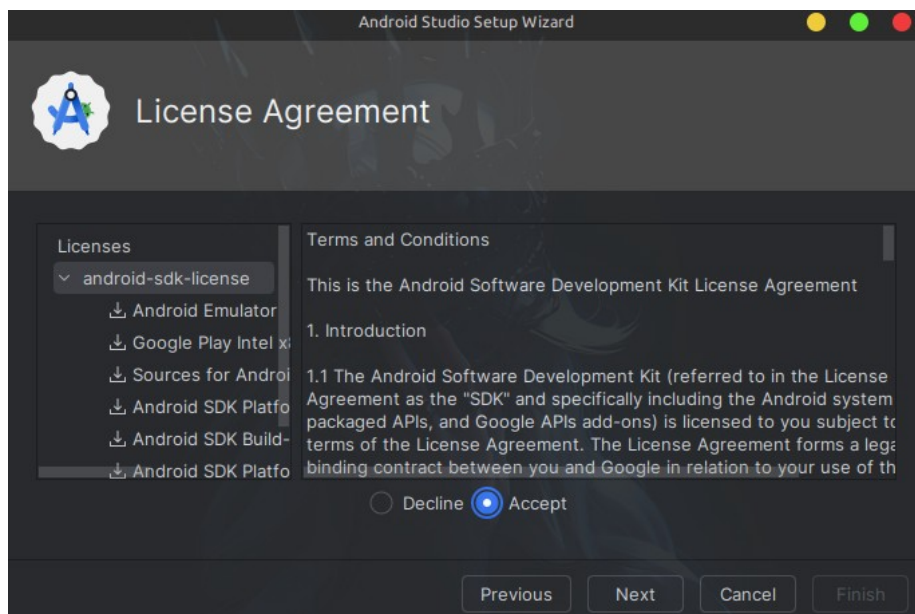 Android Studio Setup Wizard
License Agreement
Licenses
android-sdk-license
Android Emulator
Google Play Intel
Sources for Androi
Android SDK Platfo
Android SDK Build-
Android SDK Platfo
Terms and Conditions
This is the Android Software Development Kit License Agreement
1. Introduction
1.1 The Android Software Development Kit (referred to in the License
Agreement as the "SDK" and specifically including the Android system
packaged APIs, and Google APIs add-ons) is licensed to you subject to
terms of the License Agreement. The License Agreement forms a lega
binding contract between you and Google in relation to your use of th
Decline
Accept
Previous
Next
Cancel
Finish